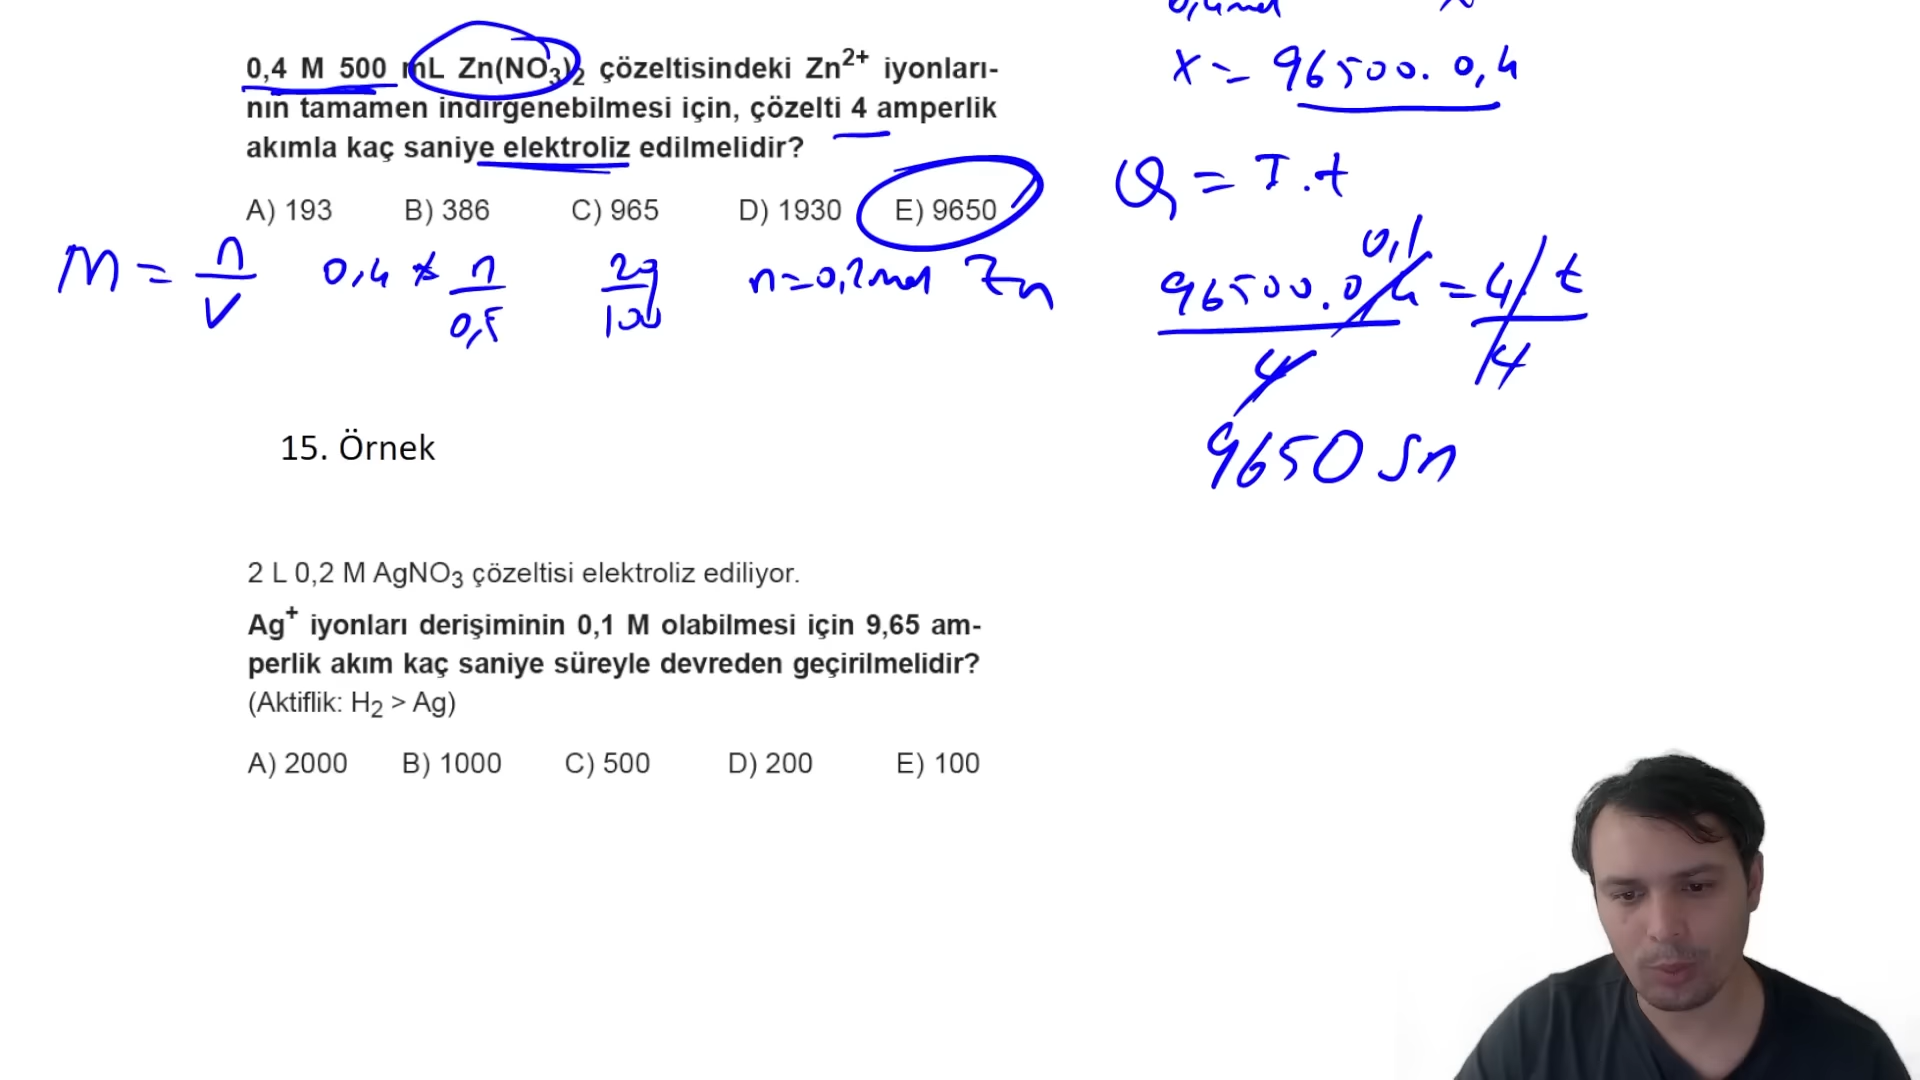 0,4 mol x
x = 96500. 0,4
0,4 M 500 mL Zn(NO₃)₂ çözeltisindeki Zn²⁺ iyonları-
nın tamamen indirgenebilmesi için, çözelti 4 amperlik
akımla kaç saniye elektroliz edilmelidir?
Q = I.t
A) 193 B) 386 C) 965 D) 1930 E) 9650
M = n/V 0,4 = n/0,5 20/100 n=0,2 mol Zn
0,1
96500.0,4/4 = 4/4 t
9650 sn
15. Örnek
2 L 0,2 M AgNO₃ çözeltisi elektroliz ediliyor.
Ag⁺ iyonları derişiminin 0,1 M olabilmesi için 9,65 am-
perlik akım kaç saniye süreyle devreden geçirilmelidir?
(Aktiflik: H₂ > Ag)
A) 2000 B) 1000 C) 500 D) 200 E) 100